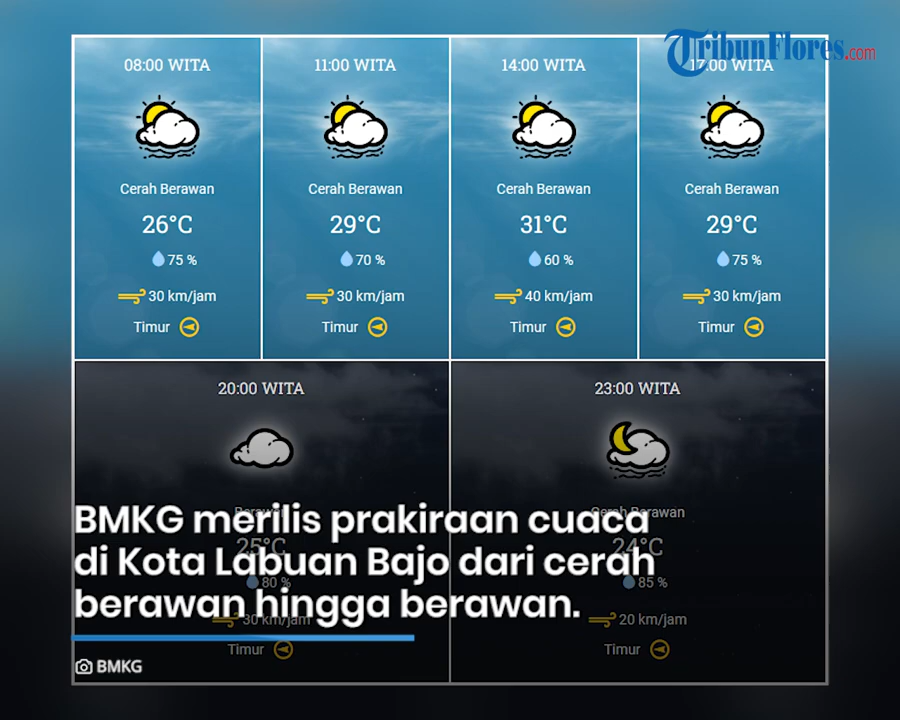 TribunFlores.com
08:00 WITA
11:00 WITA
14:00 WITA
17:00 WITA
Cerah Berawan
Cerah Berawan
Cerah Berawan
Cerah Berawan
26°C
29°C
31°C
29°C
75 %
70 %
60 %
75 %
30 km/jam
30 km/jam
40 km/jam
30 km/jam
Timur
Timur
Timur
Timur
20:00 WITA
23:00 WITA
Berawan
Cerah Berawan
25°C
24°C
80 %
85 %
30 km/jam
20 km/jam
Timur
Timur
BMKG merilis prakiraan cuaca
di Kota Labuan Bajo dari cerah
berawan hingga berawan.
BMKG